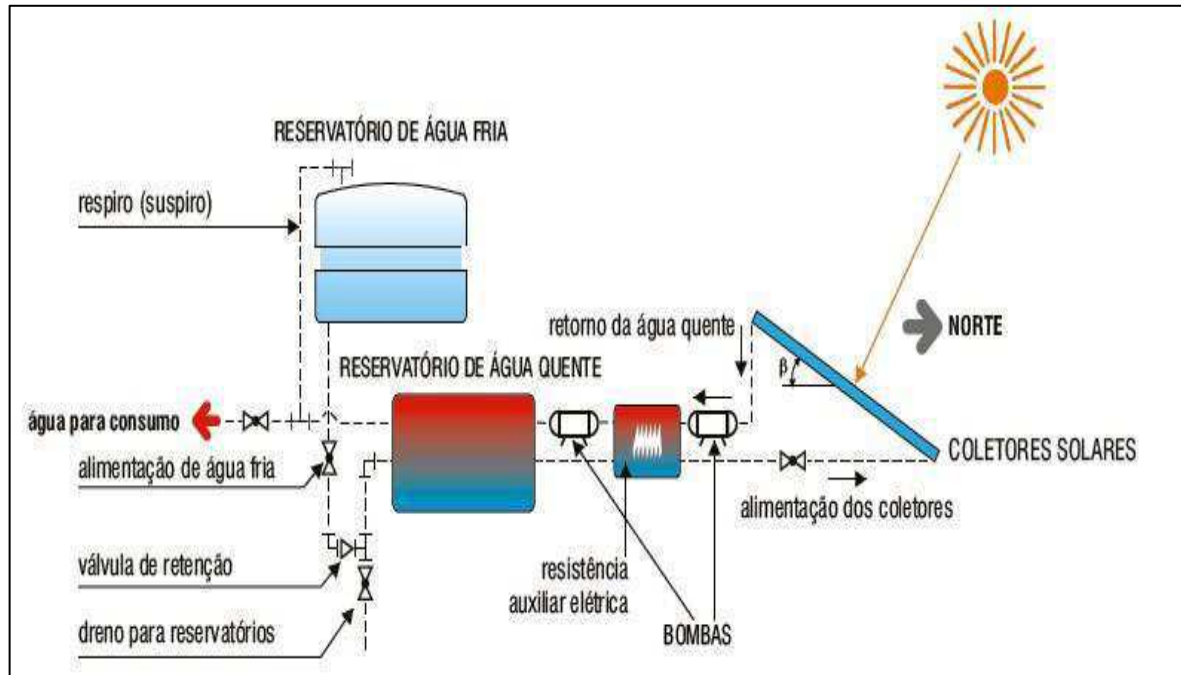 RESERVATÓRIO DE ÁGUA FRIA
respiro (suspiro)
retorno da água quente
NORTE
RESERVATÓRIO DE ÁGUA QUENTE
β
água para consumo
alimentação de água fria
COLETORES SOLARES
alimentação dos coletores
válvula de retenção
resistência
auxiliar elétrica
dreno para reservatórios
BOMBAS